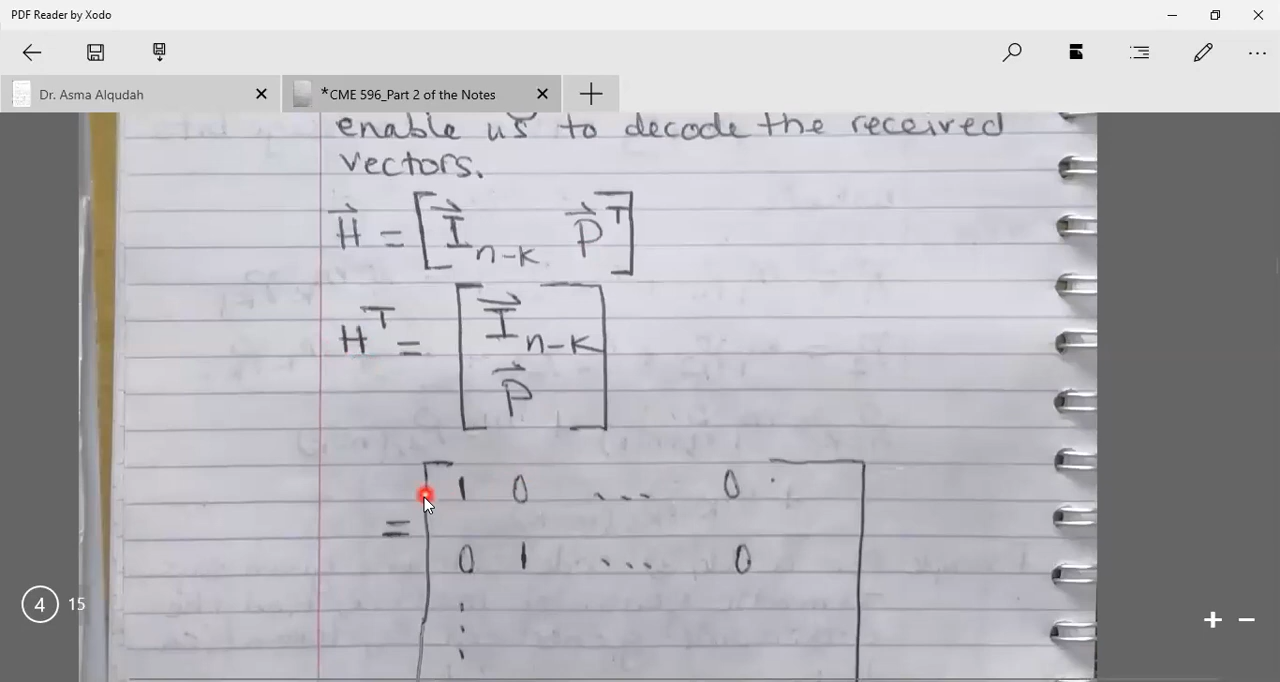 PDF Reader by Xodo
Dr. Asma Alqudah
*CME 596_Part 2 of the Notes
enable us to decode the received
vectors.
H = [I n-k P^T]
H^T = [I n-k
P]
= [1 0 ... 0
0 1 ... 0
⋮
4 15